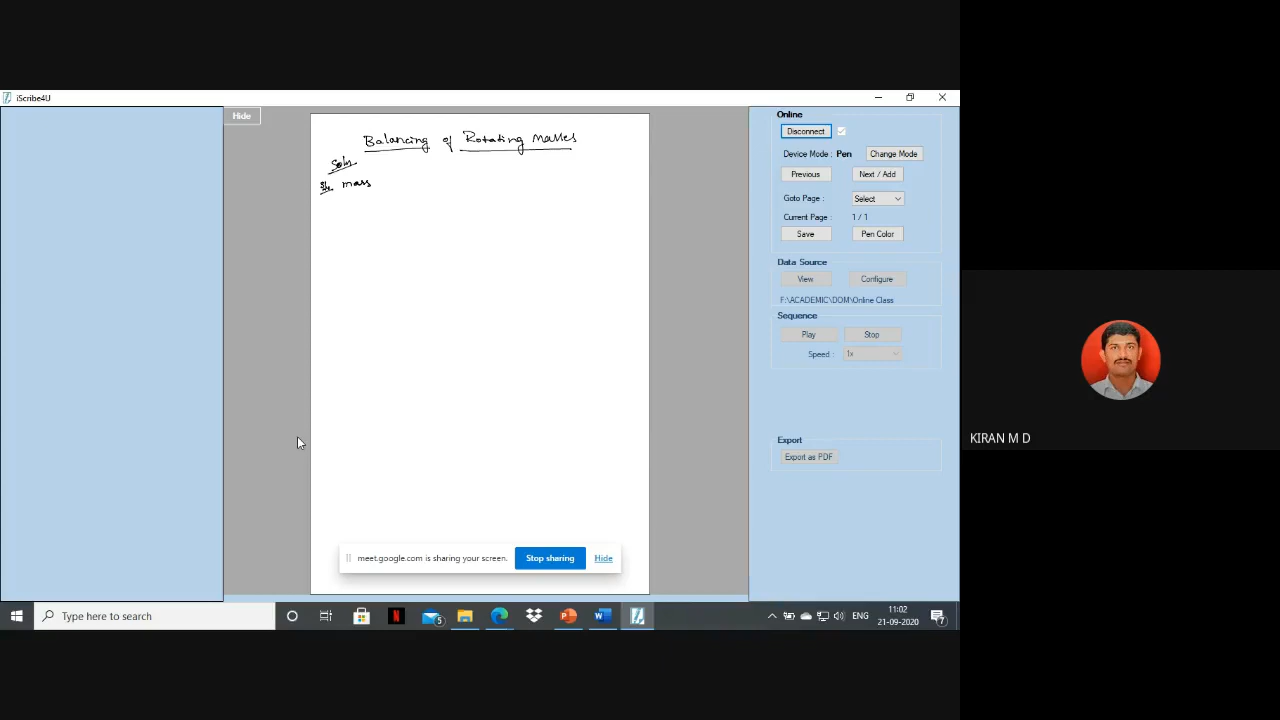 iScribe4U
Hide
Balancing of Rotating Masses
Soln
mass
Online
Disconnect
Device Mode : Pen
Change Mode
Previous
Next / Add
Goto Page :
Select
Current Page :
1 / 1
Save
Pen Color
Data Source
View
Configure
F:\ACADEMIC\DOM\Online Class
Sequence
Play
Stop
Speed :
1x
Export
Export as PDF
KIRAN M D
meet.google.com is sharing your screen.
Stop sharing
Hide
Type here to search
5
ENG
11:02
21-09-2020
7